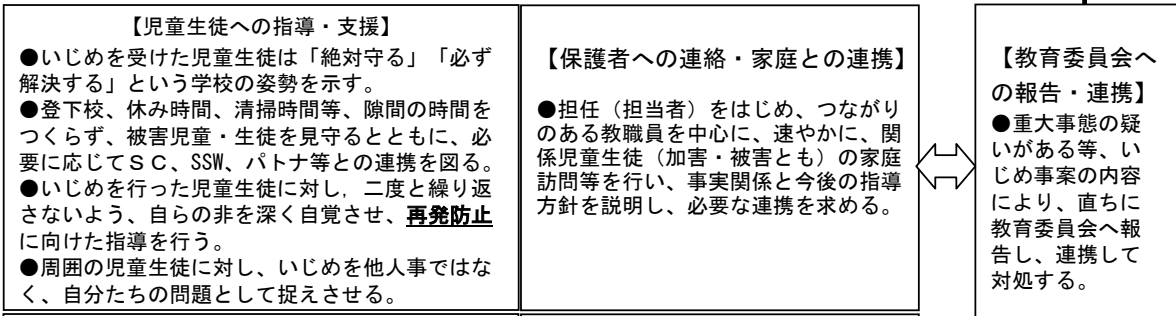 【児童生徒への指導・支援】
●いじめを受けた児童生徒は「絶対守る」「必ず
解決する」という学校の姿勢を示す。
●登下校、休み時間、清掃時間等、隙間の時間を
つくらず、被害児童・生徒を見守るとともに、必
要に応じてＳＣ、SSW、パトナ等との連携を図る。
●いじめを行った児童生徒に対し，二度と繰り返
さないよう、自らの非を深く自覚させ、再発防止
に向けた指導を行う。
●周囲の児童生徒に対し、いじめを他人事ではな
く、自分たちの問題として捉えさせる。
【保護者への連絡・家庭との連携】
●担任（担当者）をはじめ、つながり
のある教職員を中心に、速やかに、関
係児童生徒（加害・被害とも）の家庭
訪問等を行い、事実関係と今後の指導
方針を説明し、必要な連携を求める。
【教育委員会へ
の報告・連携】
●重大事態の疑
いがある等、い
じめ事案の内容
により、直ちに
教育委員会へ報
告し、連携して
対処する。